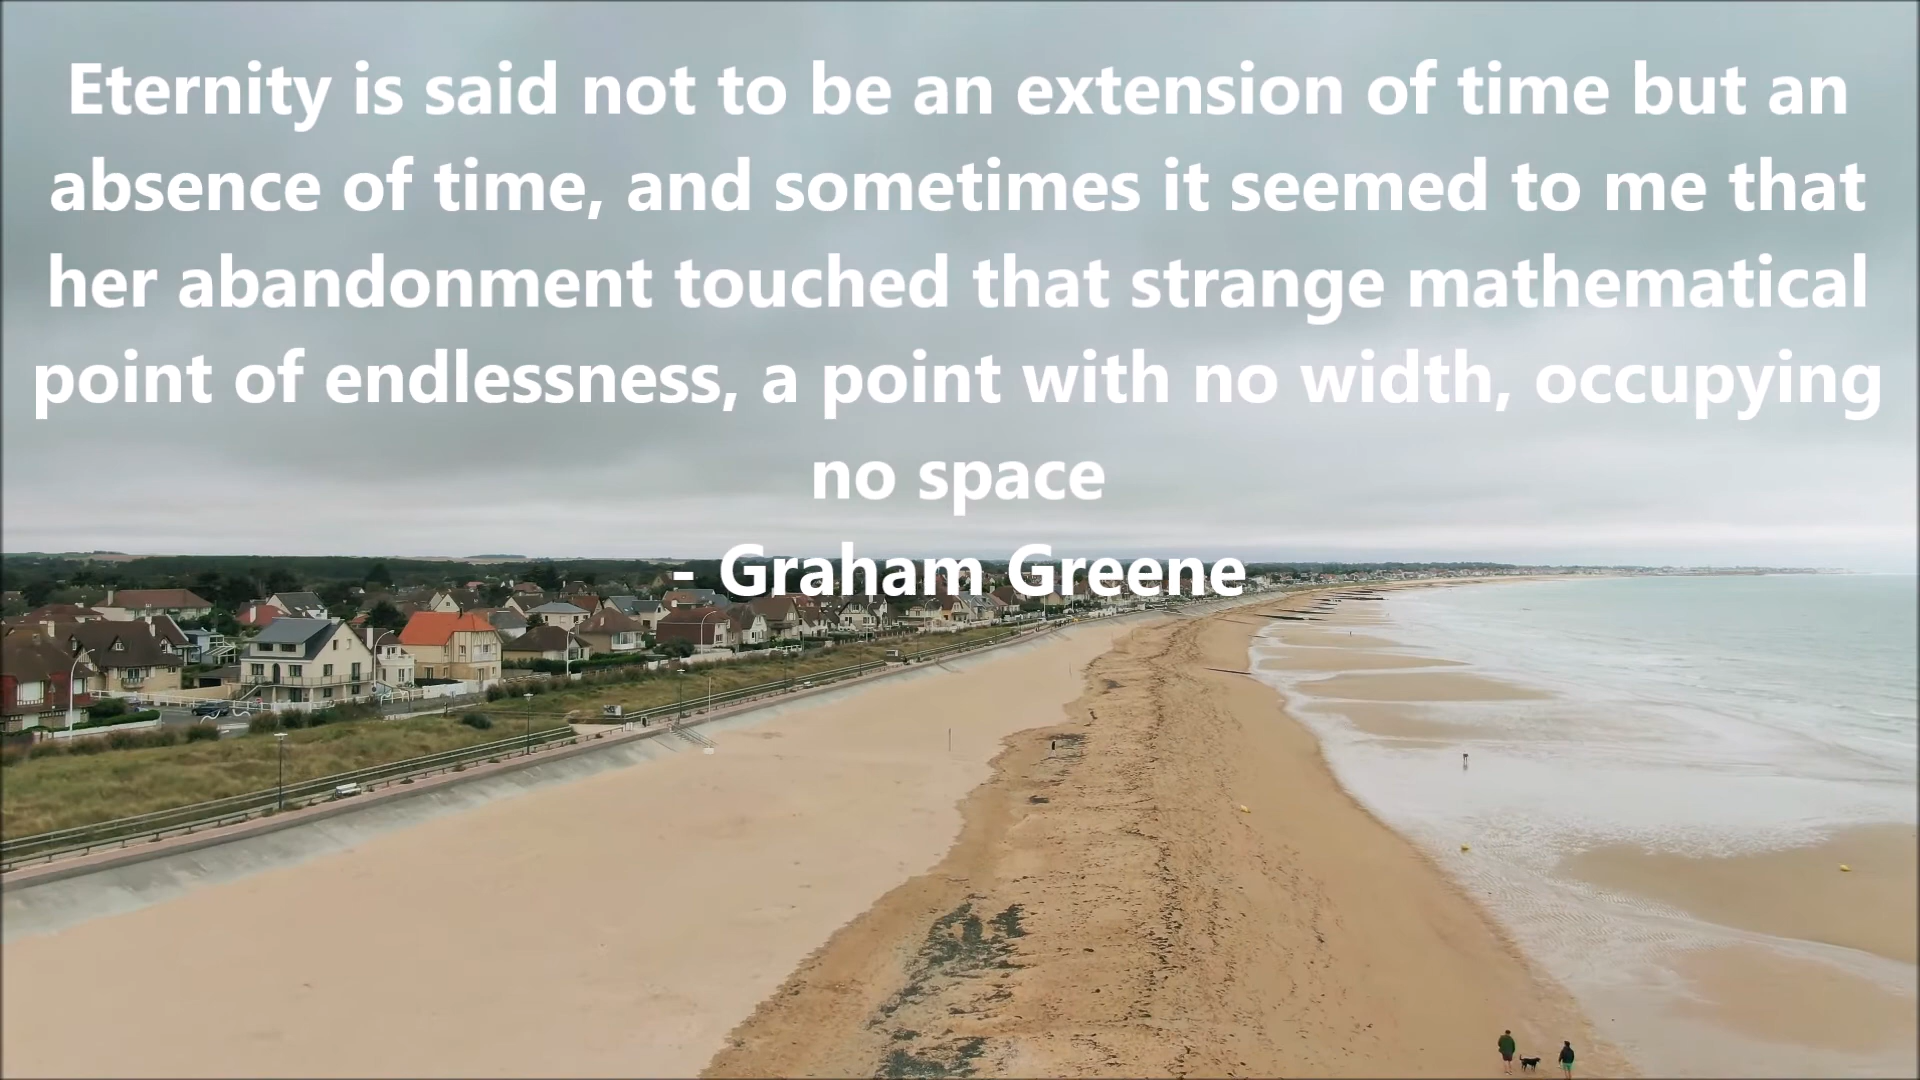 Eternity is said not to be an extension of time but an
absence of time, and sometimes it seemed to me that
her abandonment touched that strange mathematical
point of endlessness, a point with no width, occupying
no space
- Graham Greene